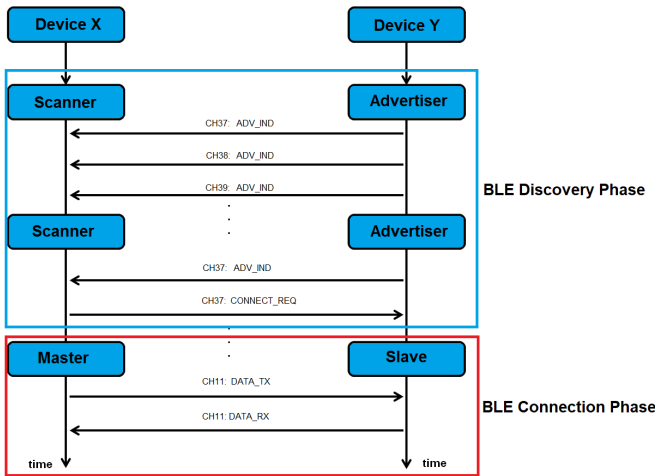 Device X
Device Y
Scanner
Advertiser
CH37: ADV_IND
CH38: ADV_IND
CH39: ADV_IND
BLE Discovery Phase
Scanner
Advertiser
CH37: ADV_IND
CH37: CONNECT_REQ
Master
Slave
CH11: DATA_TX
BLE Connection Phase
CH11: DATA_RX
time
time